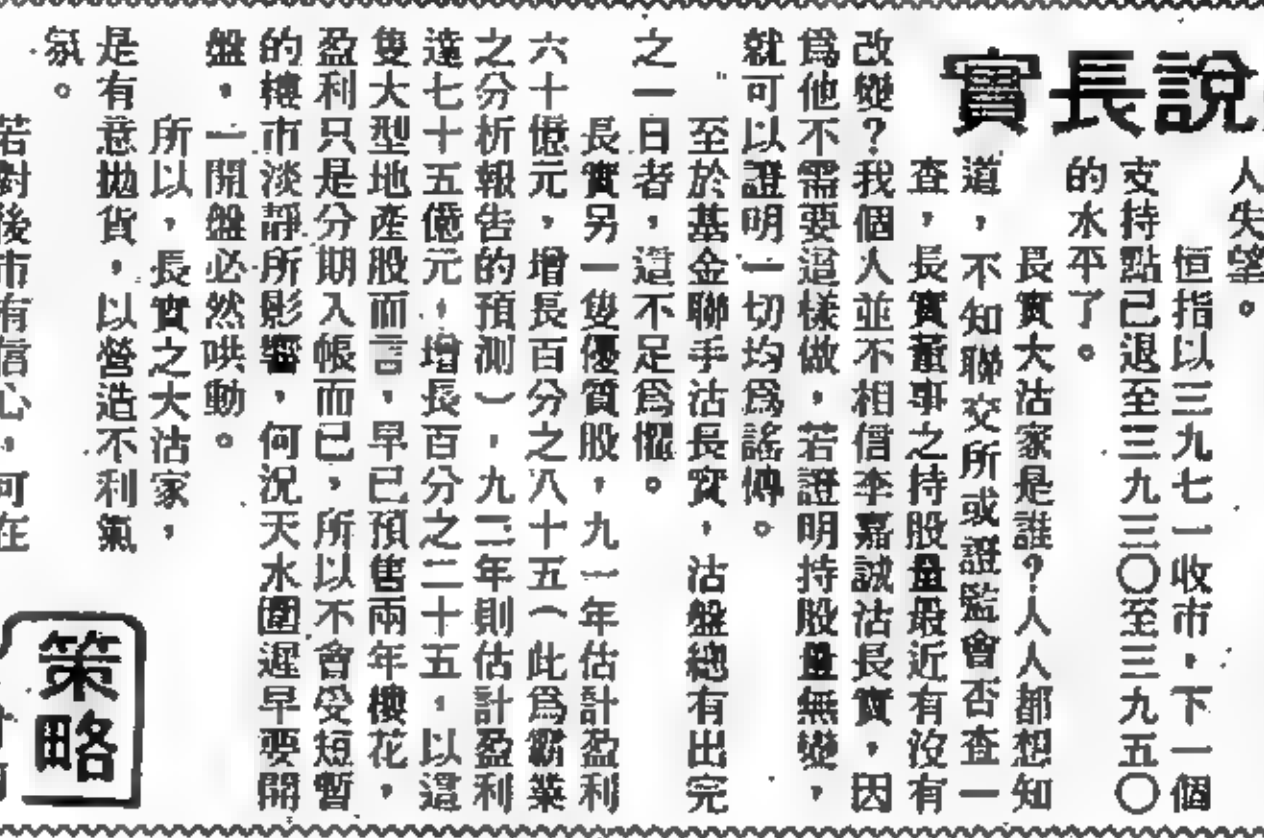 實長說
人失望。
恒指以三九七一收市，下一個
支持點已退至三九三〇至三九五〇
的水平了。
長實大沽家是誰？人人都想知
道，不知聯交所或證監會否查一
查，長實董事之持股量最近有沒有
改變？我個人並不相信李嘉誠沽長實，因
爲他不需要這樣做，若證明持股量無變，
就可以證明一切均爲謠傳。
至於基金聯手沽長實，沽盤總有出完
之一日者，這不足爲懼。
長實另一隻優質股，九一年估計盈利
六十億元，增長百分之八十五（此爲霸業
之分析報告的預測），九二年則估計盈利
達七十五億元，增長百分之二十五，以這
隻大型地產股而言，早已預售兩年樓花，
盈利只是分期入帳而已，所以不會受短暫
的樓市淡靜所影響，何況天水圍遲早要開
盤，一開盤必然哄動。
所以，長實之大沽家，
是有意拋貨，以營造不利氣
氛。
若對後市有信心，可在
策略